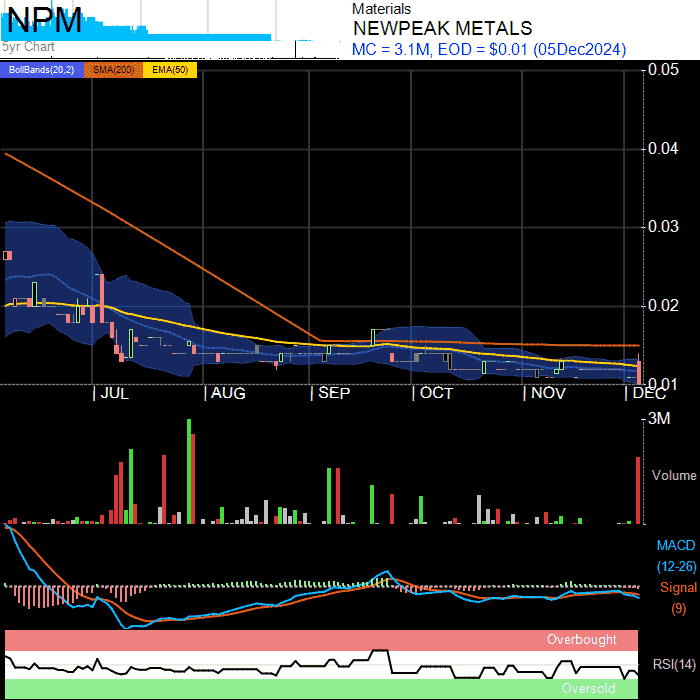 NPM
5yr Chart
Materials
NEWPEAK METALS
MC = 3.1M, EOD = $0.01 (05Dec2024)
BollBands(20,2) SMA(200) EMA(50)
0.05
0.04
0.03
0.02
0.01
JUL AUG SEP OCT NOV DEC
3M
Volume
MACD
(12-26)
Signal
(9)
Overbought
RSI(14)
Oversold